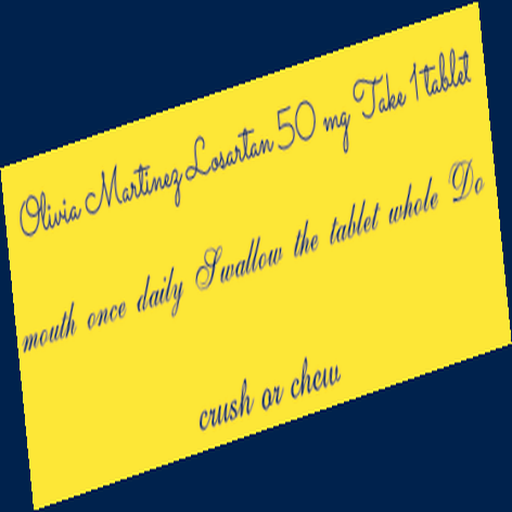 Olivia Martinez Losartan 50 mg Take 1 tablet
mouth once daily Swallow the tablet whole Do
crush or chew